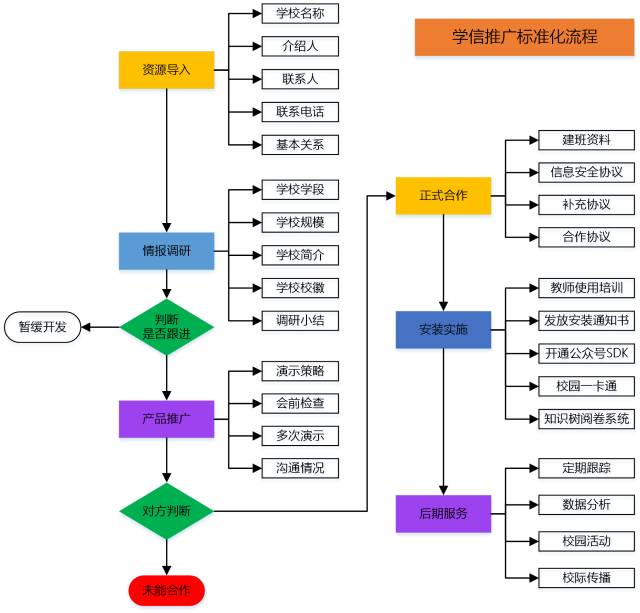 学信推广标准化流程
资源导入
学校名称
介绍人
联系人
联系电话
基本关系
情报调研
学校学段
学校规模
学校简介
学校校徽
调研小结
判断
是否跟进
暂缓开发
产品推广
演示策略
会前检查
多次演示
沟通情况
对方判断
未能合作
正式合作
建班资料
信息安全协议
补充协议
合作协议
安装实施
教师使用培训
发放安装通知书
开通公众号SDK
校园一卡通
知识树阅卷系统
后期服务
定期跟踪
数据分析
校园活动
校际传播